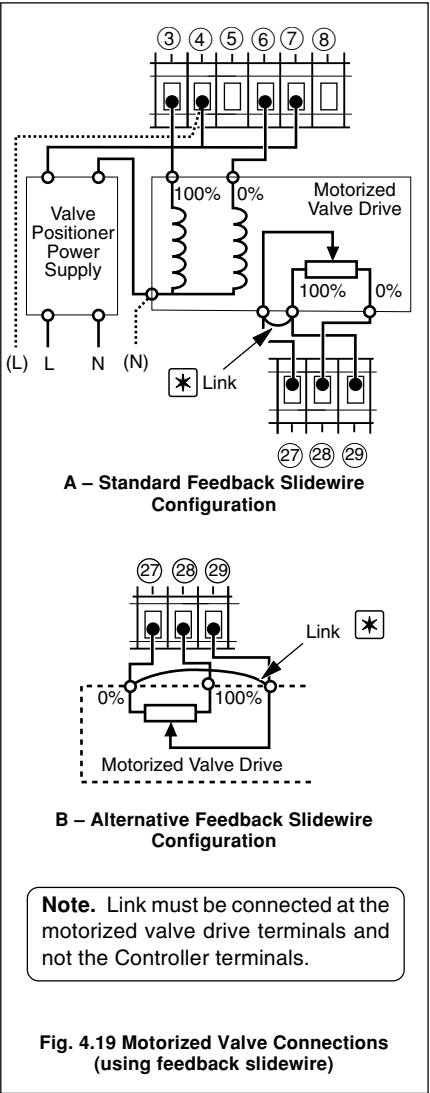 ③ ④ ⑤ ⑥ ⑦ ⑧
100% 0%
Motorized
Valve Drive
Valve
Positioner
Power
Supply
100% 0%
(L) L N (N)
✱ Link
㉗ ㉘ ㉙
A – Standard Feedback Slidewire
Configuration
㉗ ㉘ ㉙
Link ✱
0% 100%
Motorized Valve Drive
B – Alternative Feedback Slidewire
Configuration
Note. Link must be connected at the
motorized valve drive terminals and
not the Controller terminals.
Fig. 4.19 Motorized Valve Connections
(using feedback slidewire)